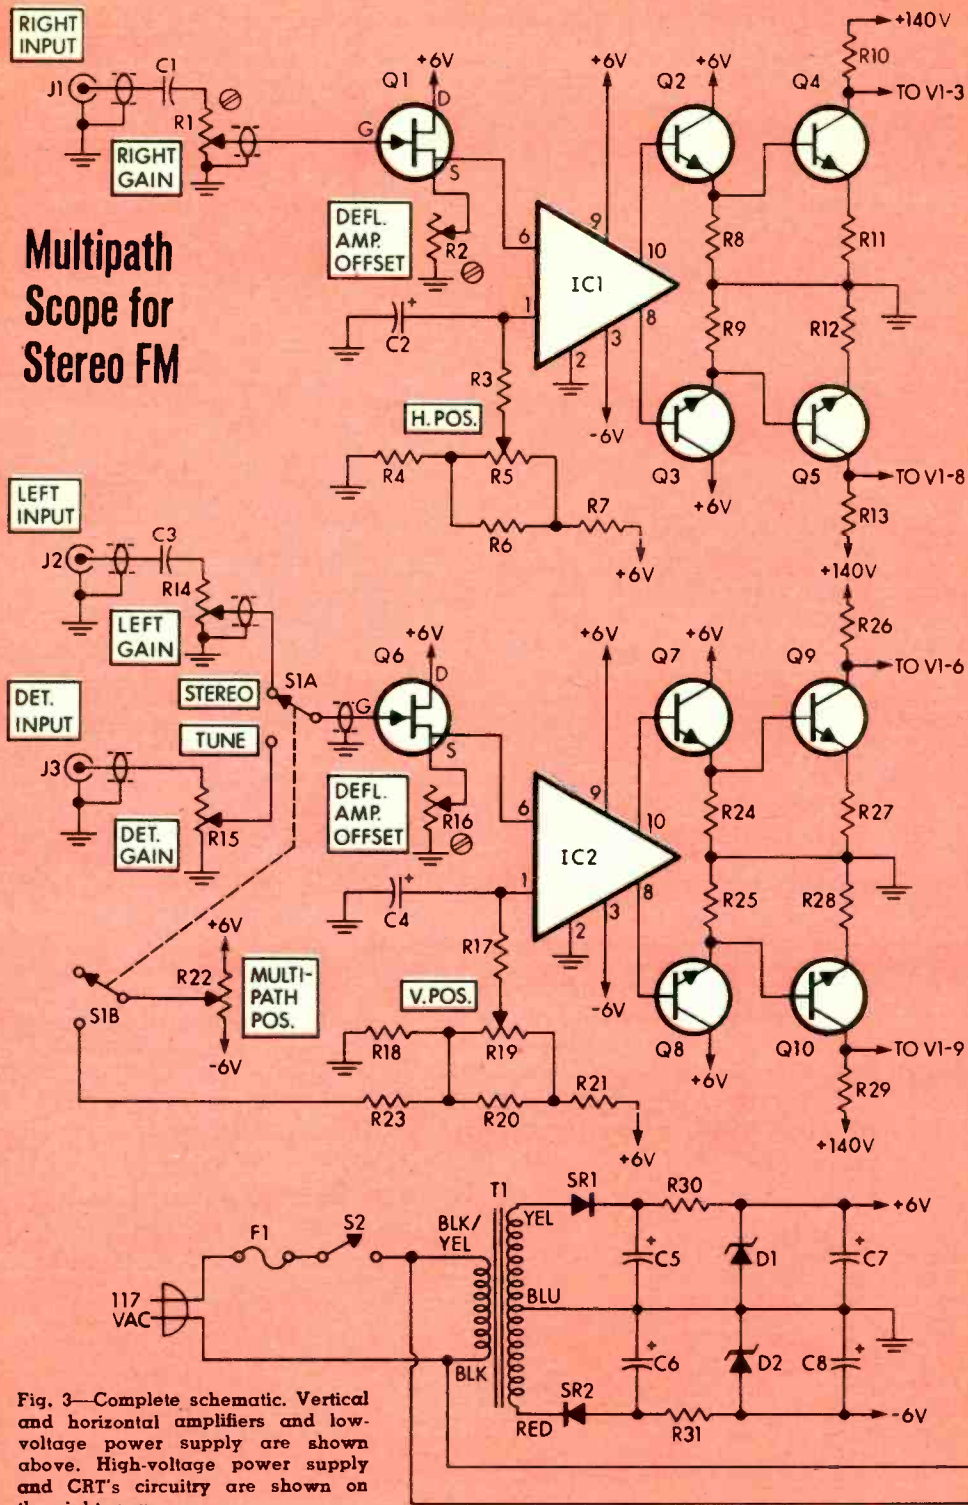 RIGHT
INPUT
J1
C1
R1
RIGHT
GAIN
Multipath
Scope for
Stereo FM
Q1
+6V
D
G
S
DEFL.
AMP.
OFFSET
R2
C2
6
1
IC1
9
10
8
3
2
+6V
-6V
R3
H.POS.
R4
R5
R6
R7
+6V
Q2
+6V
Q4
+140V
R10
TO V1-3
R8
R11
R9
R12
Q3
+6V
Q5
TO V1-8
R13
+140V
LEFT
INPUT
J2
C3
R14
LEFT
GAIN
DET.
INPUT
J3
DET.
GAIN
R15
STEREO
S1A
TUNE
Q6
+6V
D
G
S
DEFL.
AMP.
OFFSET
R16
C4
6
1
IC2
9
10
8
3
2
+6V
-6V
R17
V.POS.
R18
R19
R20
R21
+6V
R23
S1B
+6V
R22
-6V
MULTI-
PATH
POS.
Q7
+6V
Q9
R26
TO V1-6
R24
R27
R25
R28
Q8
+6V
Q10
TO V1-9
R29
+140V
117
VAC
F1
S2
BLK/
YEL
BLK
T1
YEL
BLU
RED
SR1
R30
C5
D1
C7
+6V
SR2
R31
C6
D2
C8
-6V
Fig. 3—Complete schematic. Vertical
and horizontal amplifiers and low-
voltage power supply are shown
above. High-voltage power supply
and CRT's circuitry are shown on